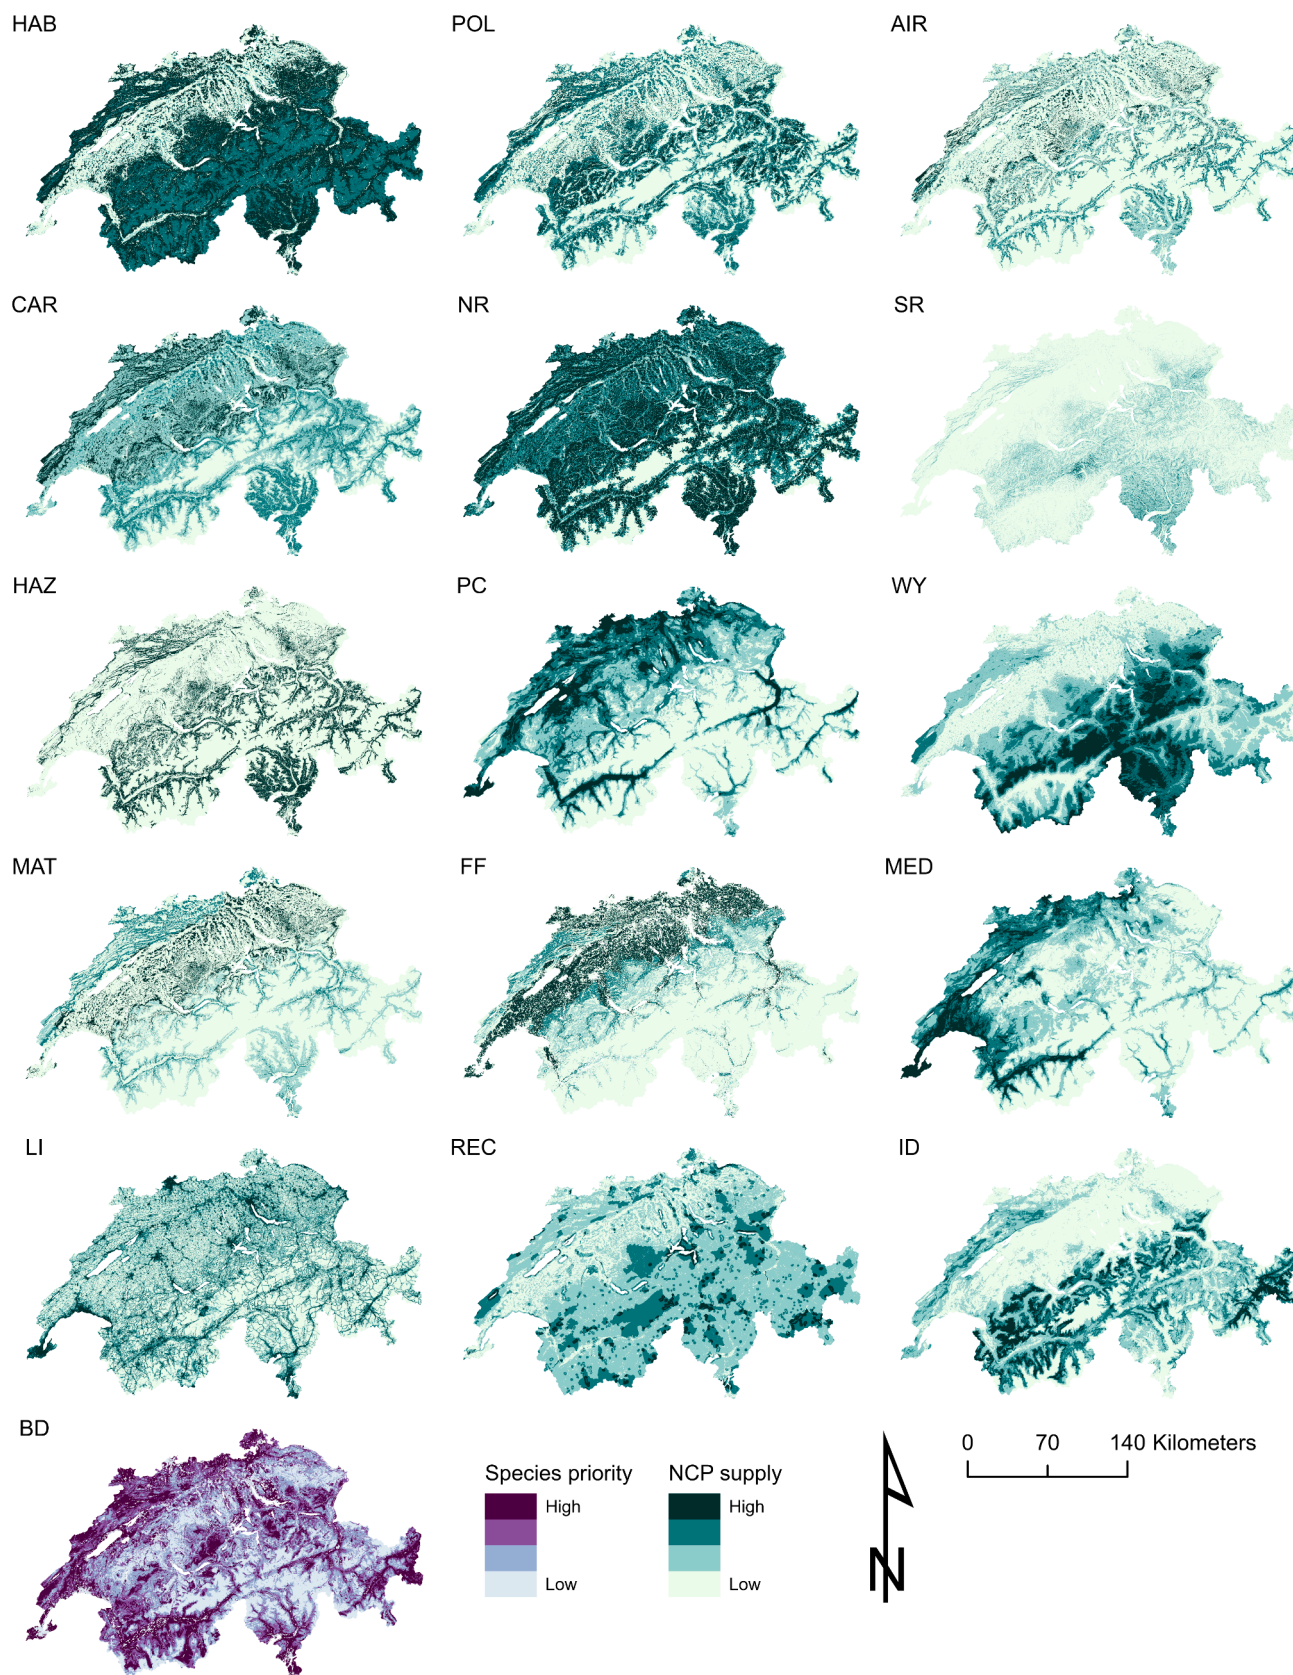 HAB
POL
AIR
CAR
NR
SR
HAZ
PC
WY
MAT
FF
MED
LI
REC
ID
BD
Species priority
High
Low
NCP supply
High
Low
N
0 70 140 Kilometers